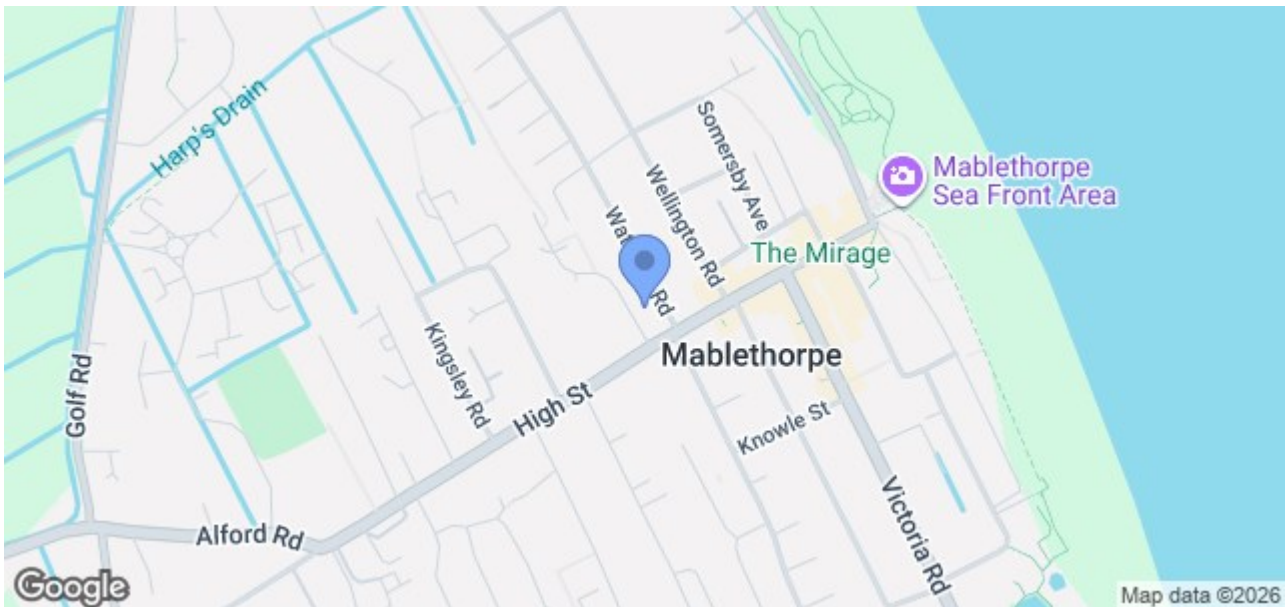 Harp's Drain
Somersby Ave
Mablethorpe
Sea Front Area
Wellington Rd
The Mirage
Rd
Mablethorpe
Kingsley Rd
High St
Golf Rd
Knowle St
Victoria Rd
Alford Rd
Google
Map data ©2026